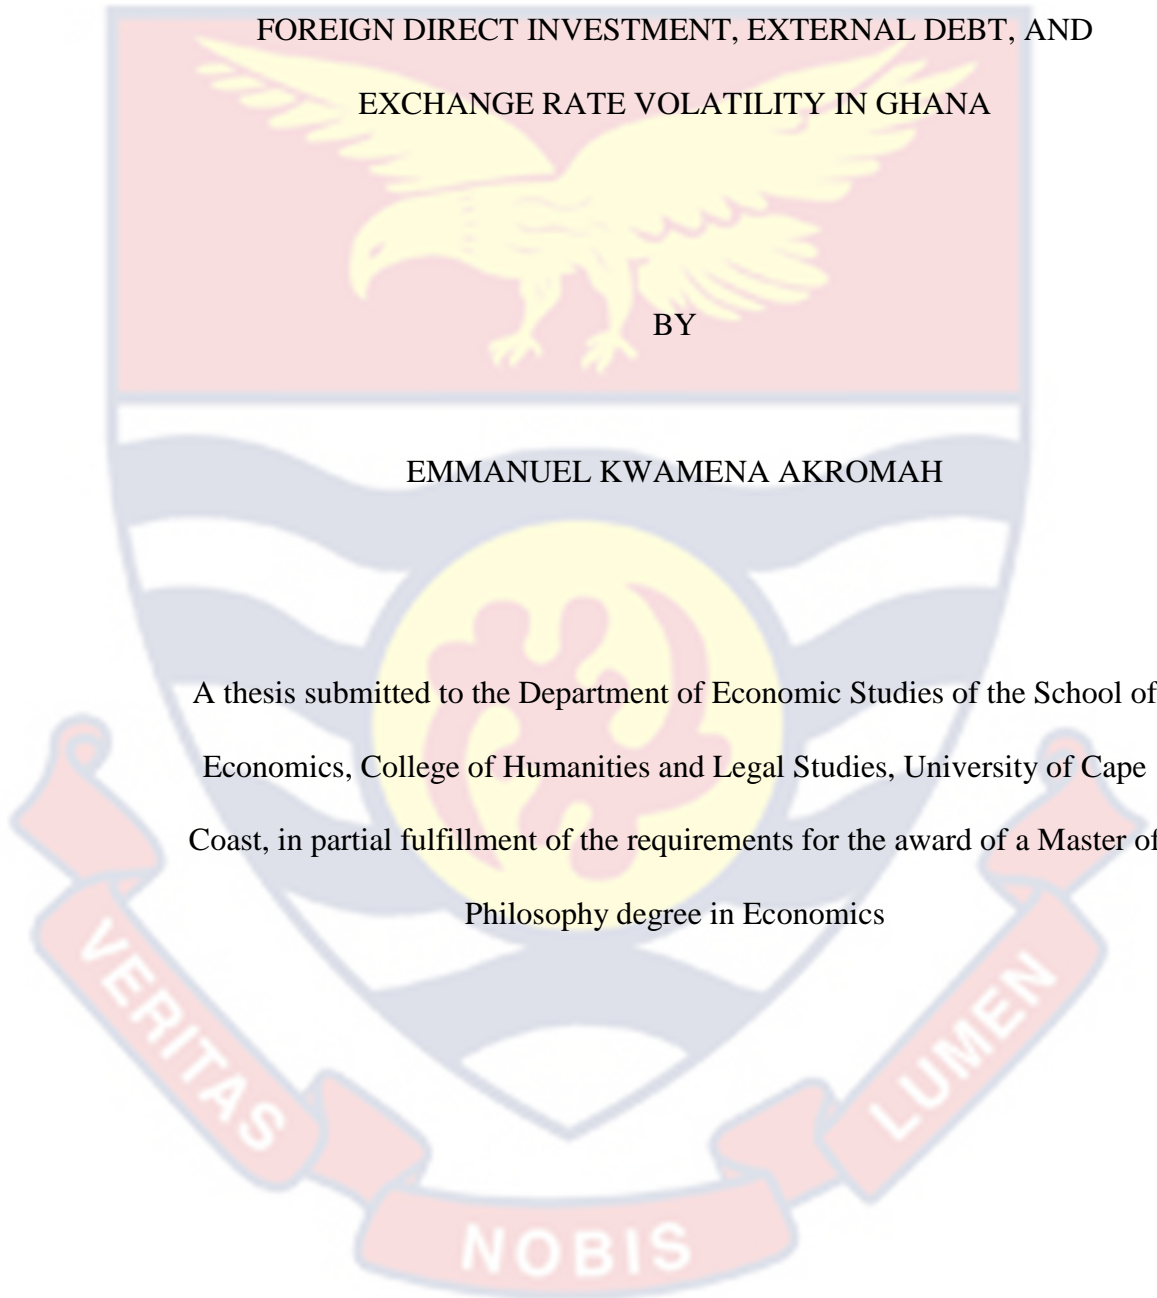 FOREIGN DIRECT INVESTMENT, EXTERNAL DEBT, AND
EXCHANGE RATE VOLATILITY IN GHANA
BY
EMMANUEL KWAMENA AKROMAH
A thesis submitted to the Department of Economic Studies of the School of
Economics, College of Humanities and Legal Studies, University of Cape
Coast, in partial fulfillment of the requirements for the award of a Master of
Philosophy degree in Economics
VERITAS
NOBIS
LUMEN